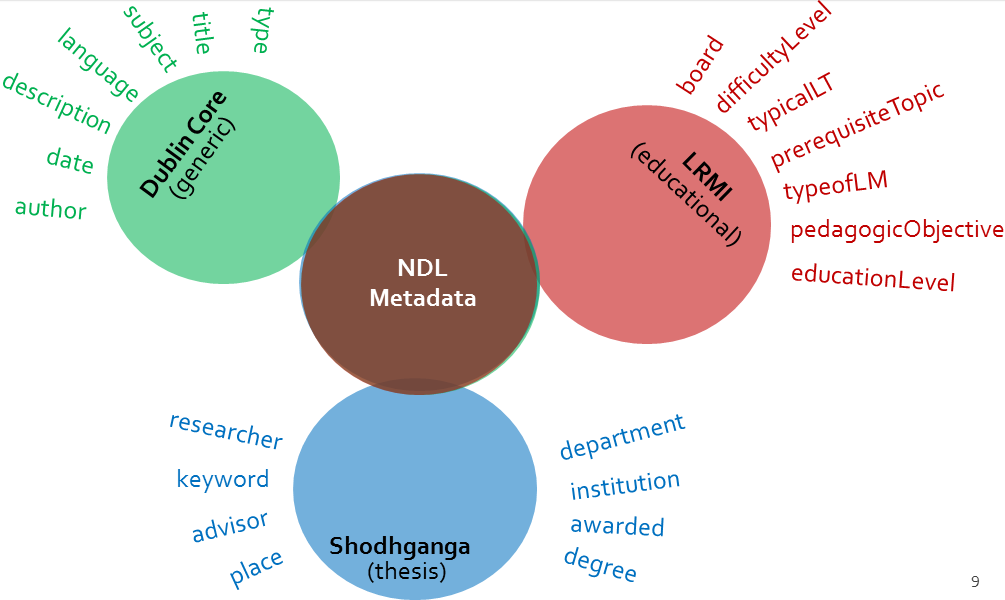 type
title
subject
language
description
date
author
Dublin Core
(generic)
board
difficultyLevel
typicalLT
prerequisiteTopic
typeofLM
pedagogicObjective
educationLevel
LRMI
(educational)
NDL
Metadata
researcher
keyword
advisor
place
Shodhganga
(thesis)
department
institution
awarded
degree
9